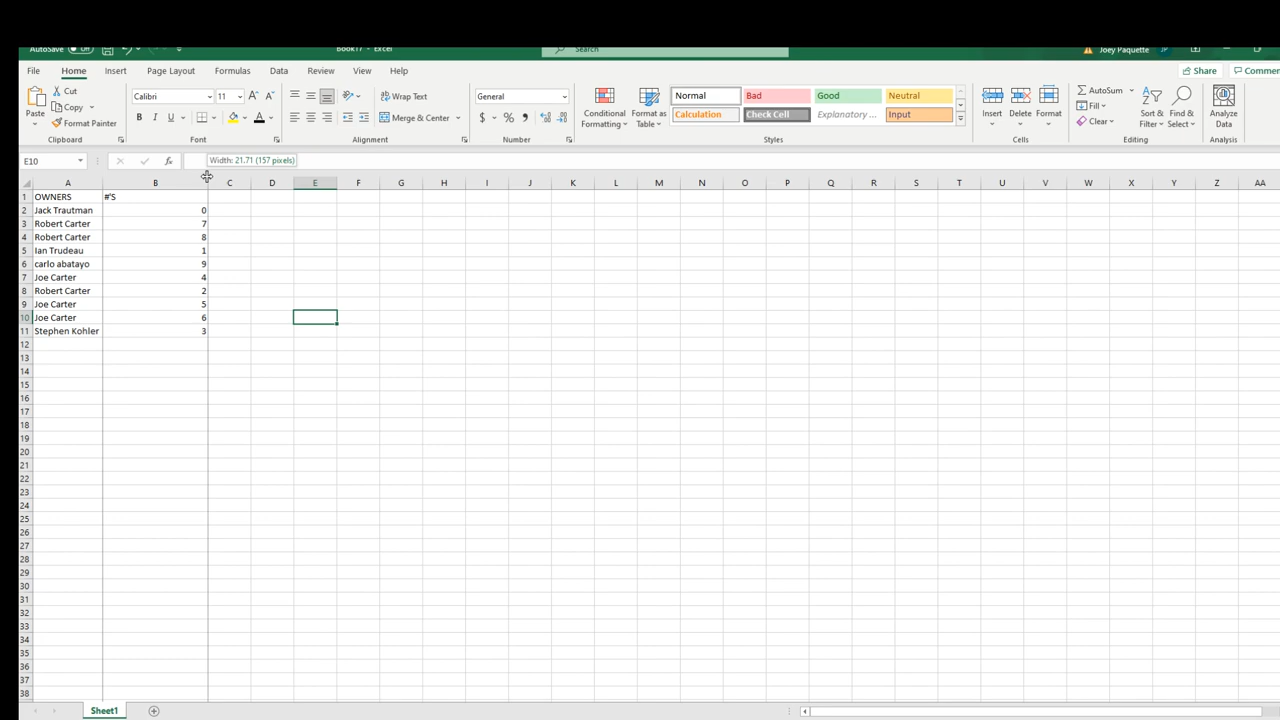 AutoSave Off Book17 - Excel Search Joey Paquette JP
File Home Insert Page Layout Formulas Data Review View Help Share Commen
Cut Calibri 11 Wrap Text General Normal Bad Good Neutral AutoSum
Copy Fill
Paste Format Painter B I U Merge & Center $ % Conditional Formatting Format as Table Calculation Check Cell Explanatory ... Input Insert Delete Format Clear Sort & Filter Find & Select Analyze Data
Clipboard Font Alignment Number Styles Cells Editing Analysis
E10 fx Width: 21.71 (157 pixels)
A B C D E F G H I J K L M N O P Q R S T U V W X Y Z AA
1 OWNERS #'S
2 Jack Trautman 0
3 Robert Carter 7
4 Robert Carter 8
5 Ian Trudeau 1
6 carlo abatayo 9
7 Joe Carter 4
8 Robert Carter 2
9 Joe Carter 5
10 Joe Carter 6
11 Stephen Kohler 3
12
13
14
15
16
17
18
19
20
21
22
23
24
25
26
27
28
29
30
31
32
33
34
35
36
37
38
Sheet1